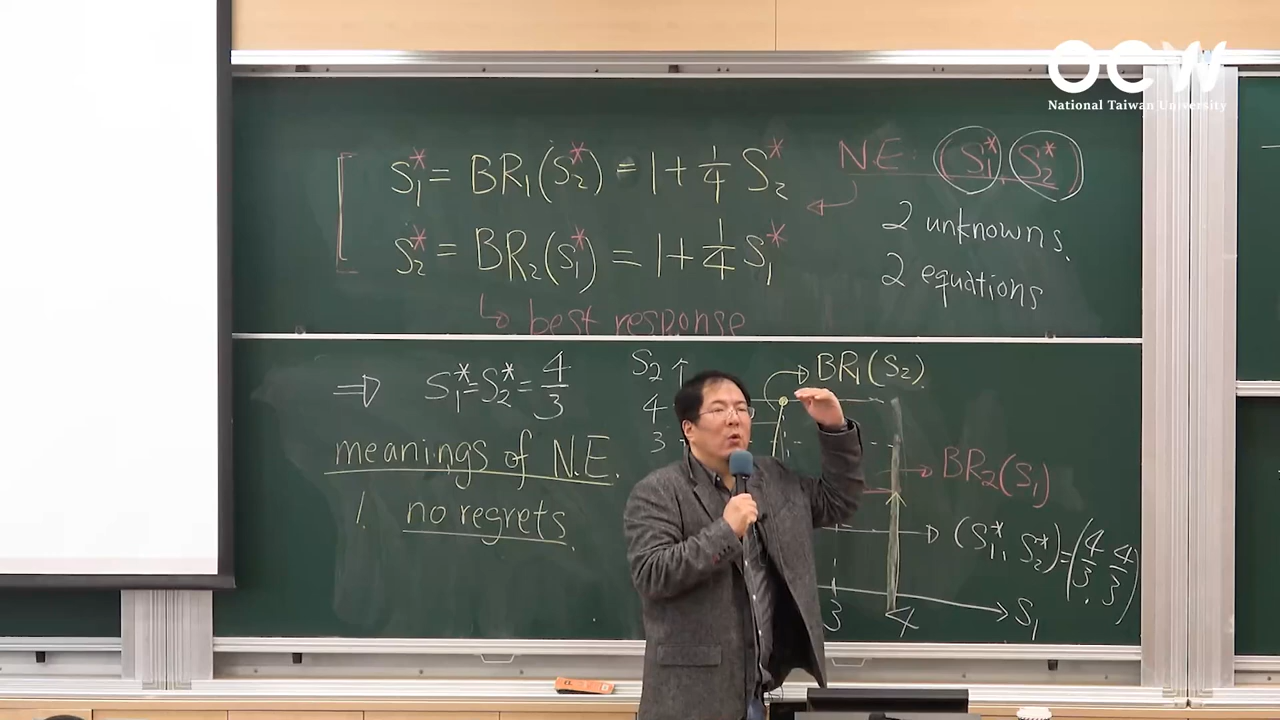 OCW
National Taiwan University
S₁* = BR₁(S₂*) = 1 + 1/4 S₂*
N.E: S₁* S₂*
S₂* = BR₂(S₁*) = 1 + 1/4 S₁*
2 unknowns.
2 equations
↳ best response
⇒ S₁* = S₂* = 4/3
S₂
4
3
BR₁(S₂)
meanings of N.E.
BR₂(S₁)
1. no regrets.
(S₁*, S₂*) = (4/3, 4/3)
3 4 S₁